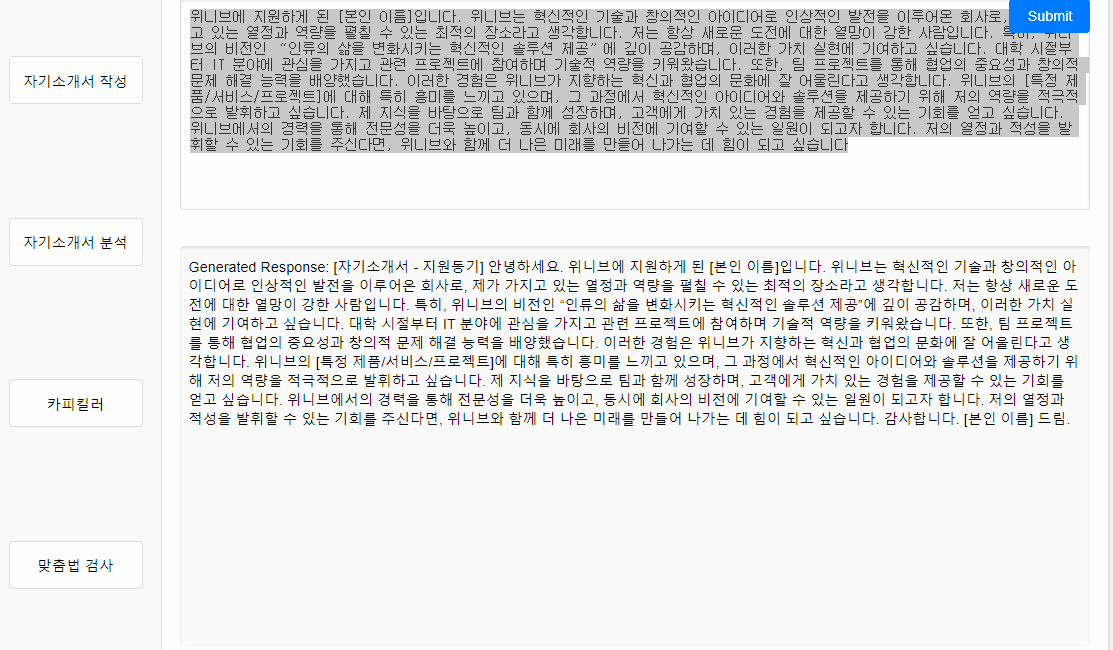 자기소개서 작성
자기소개서 분석
카피킬러
맞춤법 검사
위니브에 지원하게 된 [본인 이름]입니다. 위니브는 혁신적인 기술과 창의적인 아이디어로 인상적인 발전을 이루어온 회사로,
Submit
고 있는 열정과 역량을 펼칠 수 있는 최적의 장소라고 생각합니다. 저는 항상 새로운 도전에 대한 열망이 강한 사람입니다. 특히, 위니
브의 비전인 “인류의 삶을 변화시키는 혁신적인 솔루션 제공”에 깊이 공감하며, 이러한 가치 실현에 기여하고 싶습니다. 대학 시절부
터 IT 분야에 관심을 가지고 관련 프로젝트에 참여하며 기술적 역량을 키워왔습니다. 또한, 팀 프로젝트를 통해 협업의 중요성과 창의적
문제 해결 능력을 배양했습니다. 이러한 경험은 위니브가 지향하는 혁신과 협업의 문화에 잘 어울린다고 생각합니다. 위니브의 [특정 제
품/서비스/프로젝트]에 대해 특히 흥미를 느끼고 있으며, 그 과정에서 혁신적인 아이디어와 솔루션을 제공하기 위해 저의 역량을 적극적
으로 발휘하고 싶습니다. 제 지식을 바탕으로 팀과 함께 성장하며, 고객에게 가치 있는 경험을 제공할 수 있는 기회를 얻고 싶습니다.
위니브에서의 경력을 통해 전문성을 더욱 높이고, 동시에 회사의 비전에 기여할 수 있는 일원이 되고자 합니다. 저의 열정과 적성을 발
휘할 수 있는 기회를 주신다면, 위니브와 함께 더 나은 미래를 만들어 나가는 데 힘이 되고 싶습니다
Generated Response: [자기소개서 - 지원동기] 안녕하세요. 위니브에 지원하게 된 [본인 이름]입니다. 위니브는 혁신적인 기술과 창의적인 아
이디어로 인상적인 발전을 이루어온 회사로, 제가 가지고 있는 열정과 역량을 펼칠 수 있는 최적의 장소라고 생각합니다. 저는 항상 새로운 도
전에 대한 열망이 강한 사람입니다. 특히, 위니브의 비전인 “인류의 삶을 변화시키는 혁신적인 솔루션 제공”에 깊이 공감하며, 이러한 가치 실
현에 기여하고 싶습니다. 대학 시절부터 IT 분야에 관심을 가지고 관련 프로젝트에 참여하며 기술적 역량을 키워왔습니다. 또한, 팀 프로젝트
를 통해 협업의 중요성과 창의적 문제 해결 능력을 배양했습니다. 이러한 경험은 위니브가 지향하는 혁신과 협업의 문화에 잘 어울린다고 생
각합니다. 위니브의 [특정 제품/서비스/프로젝트]에 대해 특히 흥미를 느끼고 있으며, 그 과정에서 혁신적인 아이디어와 솔루션을 제공하기 위
해 저의 역량을 적극적으로 발휘하고 싶습니다. 제 지식을 바탕으로 팀과 함께 성장하며, 고객에게 가치 있는 경험을 제공할 수 있는 기회를
얻고 싶습니다. 위니브에서의 경력을 통해 전문성을 더욱 높이고, 동시에 회사의 비전에 기여할 수 있는 일원이 되고자 합니다. 저의 열정과
적성을 발휘할 수 있는 기회를 주신다면, 위니브와 함께 더 나은 미래를 만들어 나가는 데 힘이 되고 싶습니다. 감사합니다. [본인 이름] 드림.